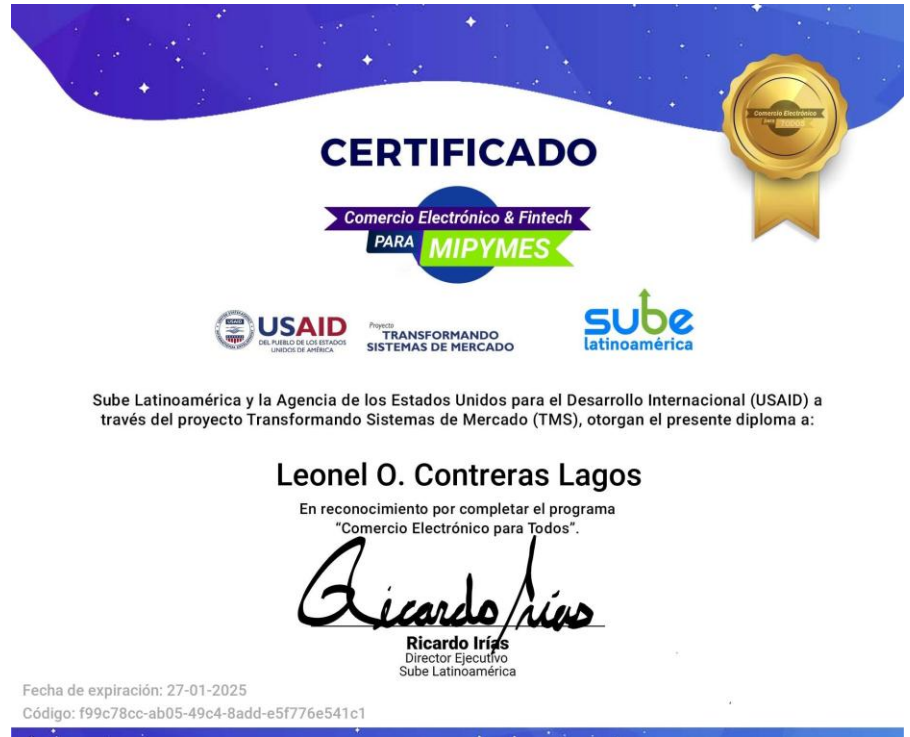 Comercio Electrónico
PARA TODOS
CERTIFICADO
Comercio Electrónico & Fintech
PARA MIPYMES
USAID
DEL PUEBLO DE LOS ESTADOS
UNIDOS DE AMÉRICA
Proyecto
TRANSFORMANDO
SISTEMAS DE MERCADO
sube
latinoamérica
Sube Latinoamérica y la Agencia de los Estados Unidos para el Desarrollo Internacional (USAID) a
través del proyecto Transformando Sistemas de Mercado (TMS), otorgan el presente diploma a:
Leonel O. Contreras Lagos
En reconocimiento por completar el programa
“Comercio Electrónico para Todos”.
Ricardo Irías
Ricardo Irías
Director Ejecutivo
Sube Latinoamérica
Fecha de expiración: 27-01-2025
Código: f99c78cc-ab05-49c4-8add-e5f776e541c1